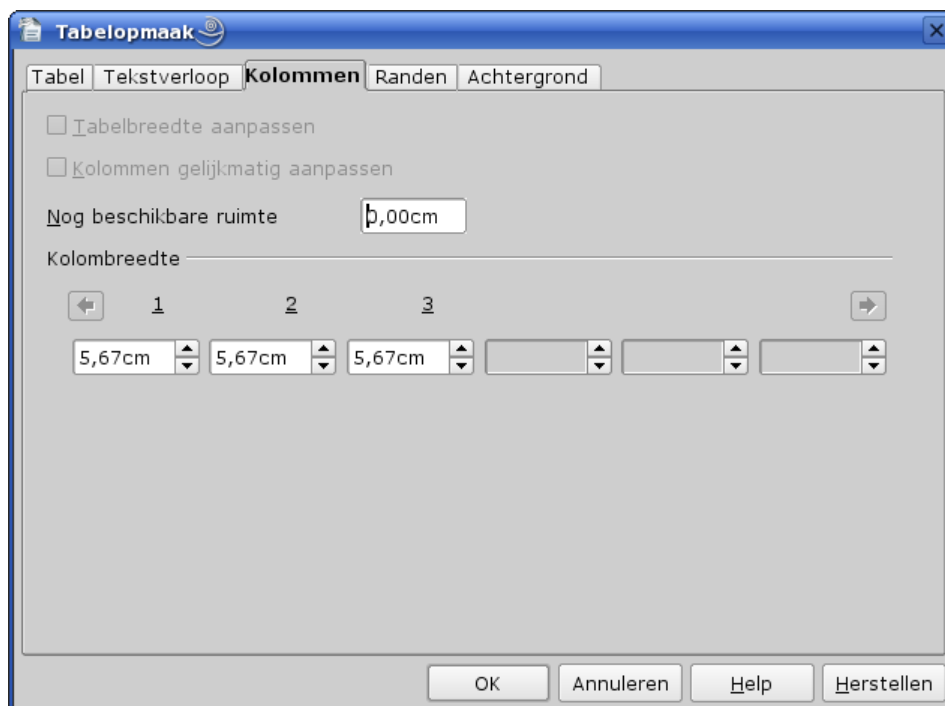 Tabelopmaak
Tabel Tekstverloop Kolommen Randen Achtergrond
Tabelbreedte aanpassen
Kolommen gelijkmatig aanpassen
Nog beschikbare ruimte 0,00cm
Kolombreedte
1 2 3
5,67cm 5,67cm 5,67cm
OK Annuleren Help Herstellen